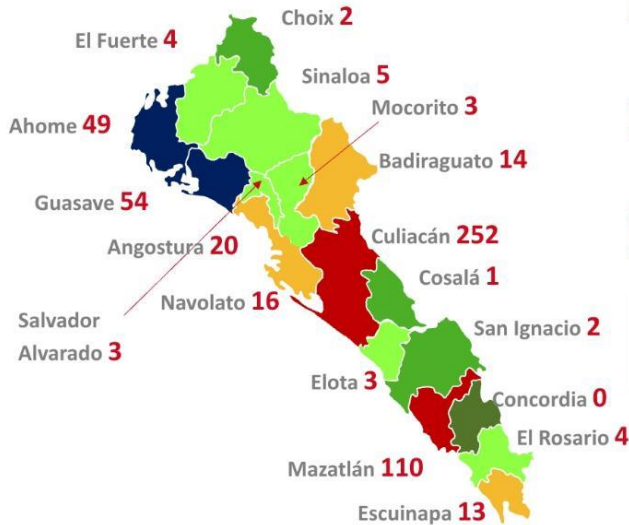 Choix 2
El Fuerte 4
Sinaloa 5
Mocorito 3
Ahome 49
Badiraguato 14
Guasave 54
Culiacán 252
Angostura 20
Cosalá 1
Navolato 16
Salvador
Alvarado 3
San Ignacio 2
Elota 3
Concordia 0
El Rosario 4
Mazatlán 110
Escuinapa 13